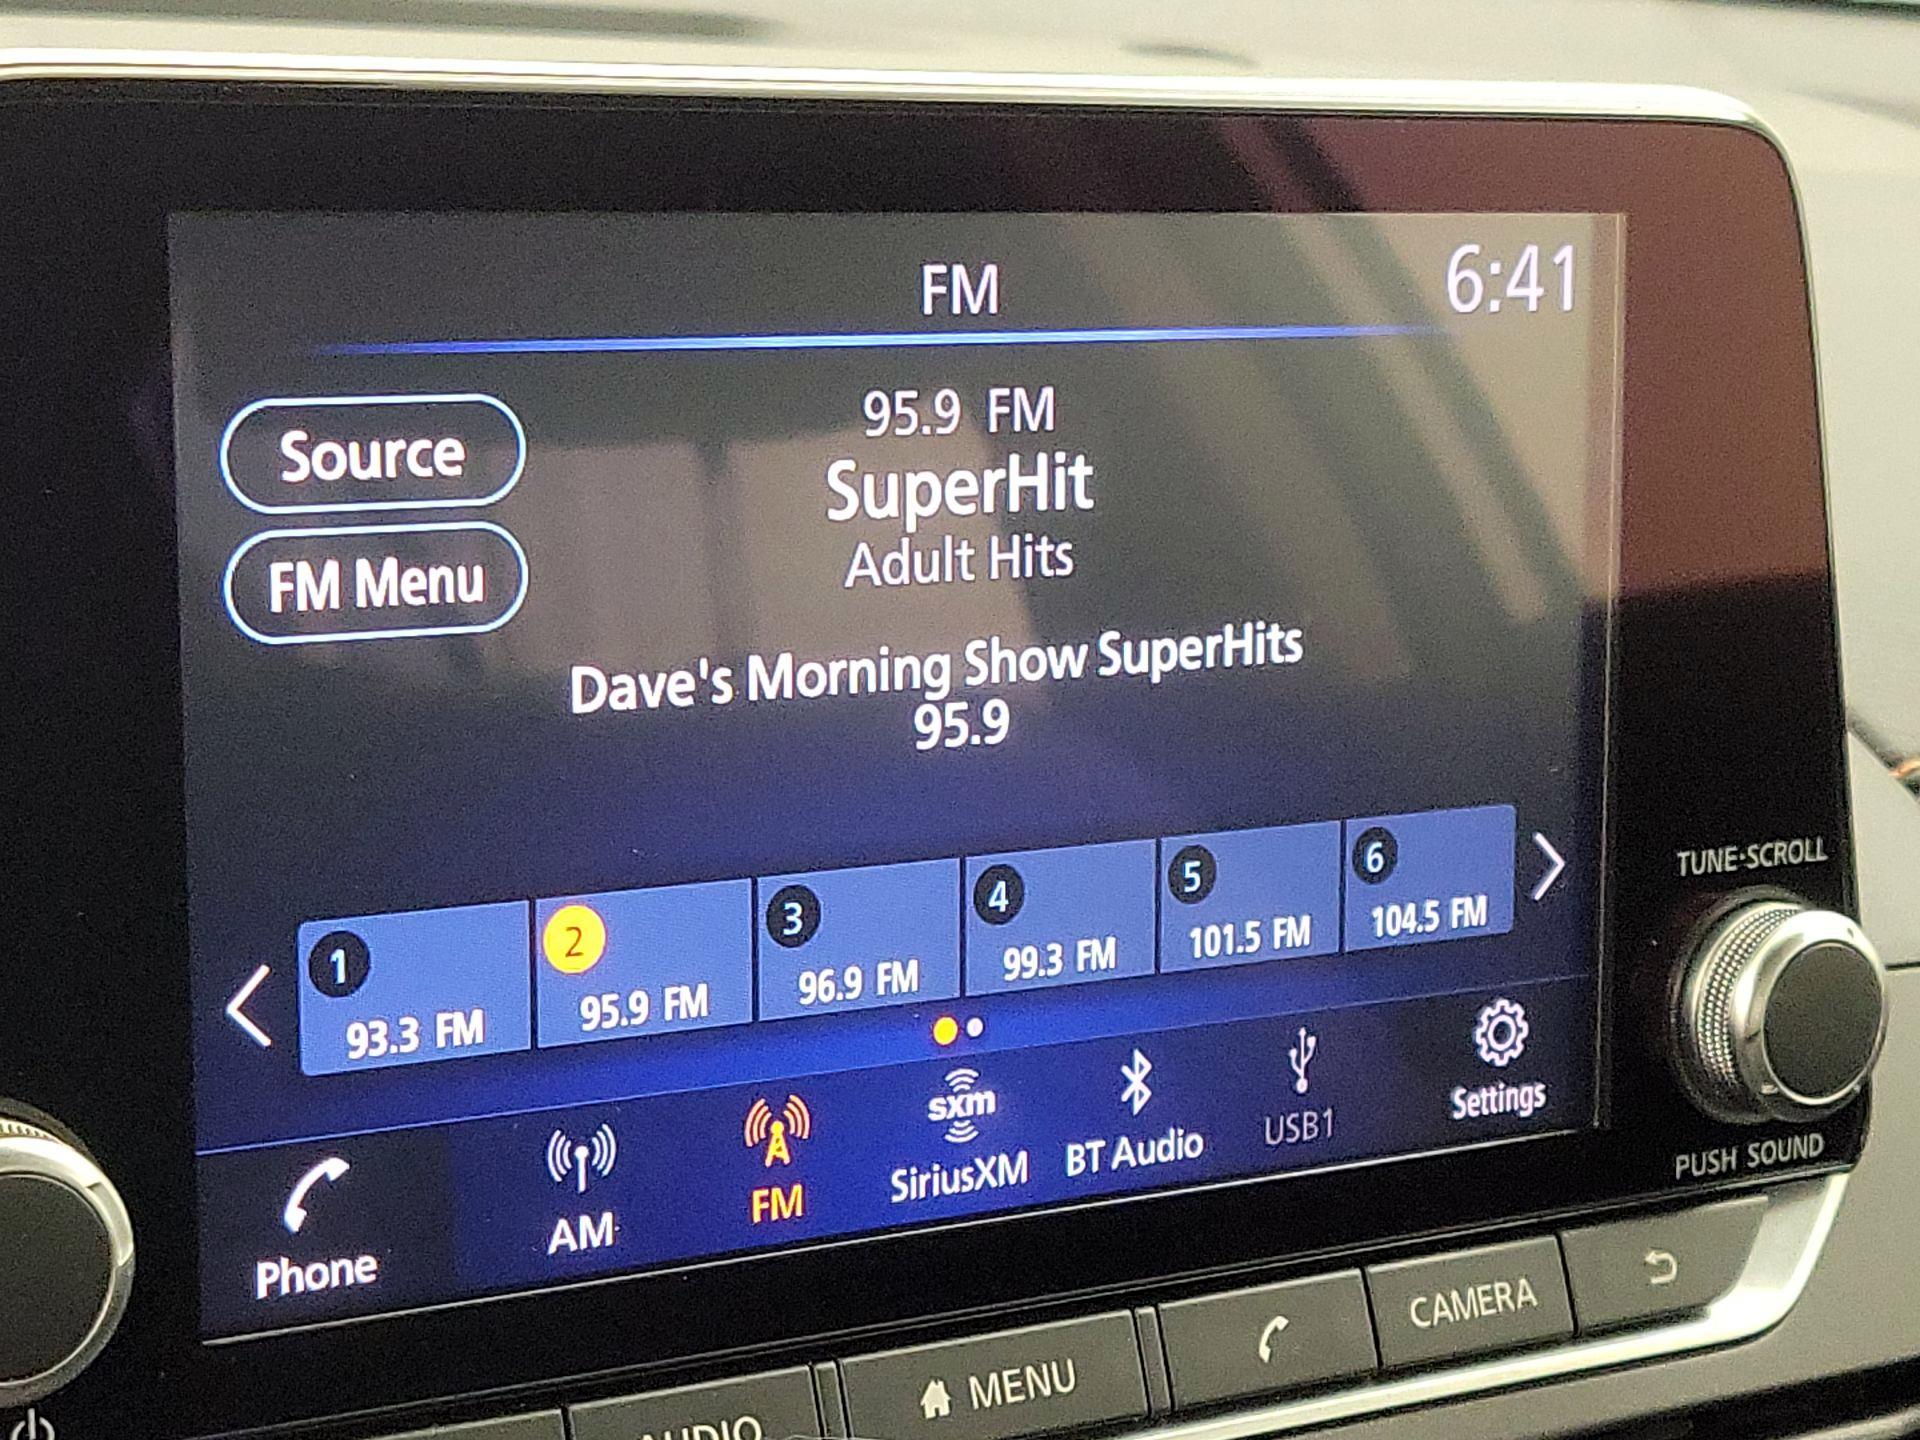 FM
6:41
Source
FM Menu
95.9 FM
SuperHit
Adult Hits
Dave's Morning Show SuperHits
95.9
1
93.3 FM
2
95.9 FM
3
96.9 FM
4
99.3 FM
5
101.5 FM
6
104.5 FM
Phone
AM
FM
sxm
SiriusXM
BT Audio
USB1
Settings
TUNE·SCROLL
PUSH SOUND
AUDIO
MENU
CAMERA